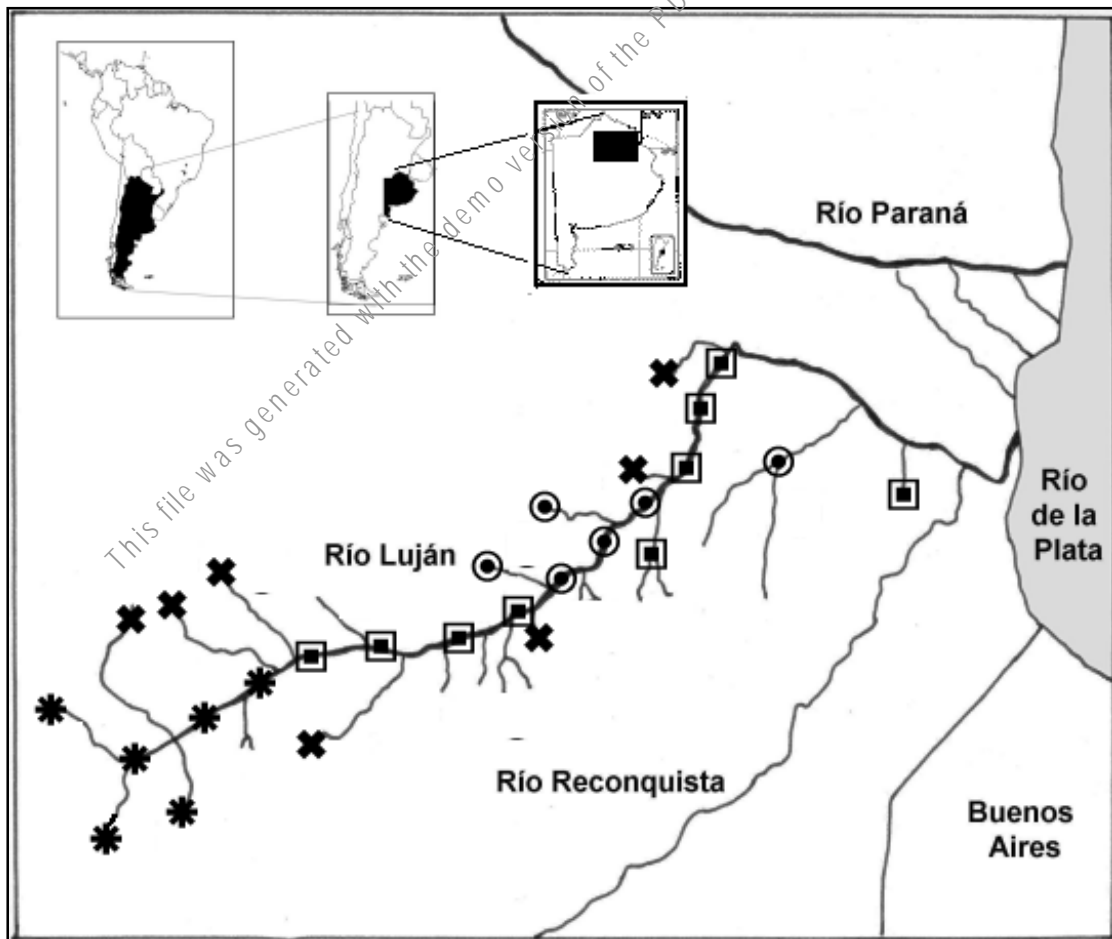 This file was generated with the demo version of the PD
Río Paraná
Río Luján
Río
de la
Plata
Río Reconquista
Buenos
Aires